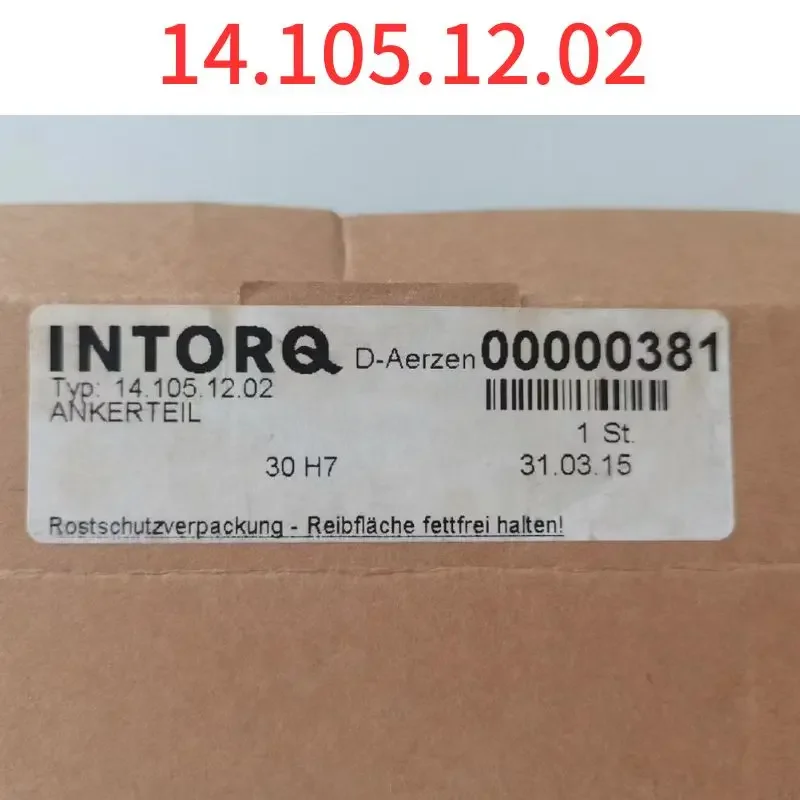 14.105.12.02
INTORQ D-Aerzen 00000381
Typ: 14.105.12.02
ANKERTEIL
1 St.
30 H7 31.03.15
Rostschutzverpackung - Reibfläche fettfrei halten!